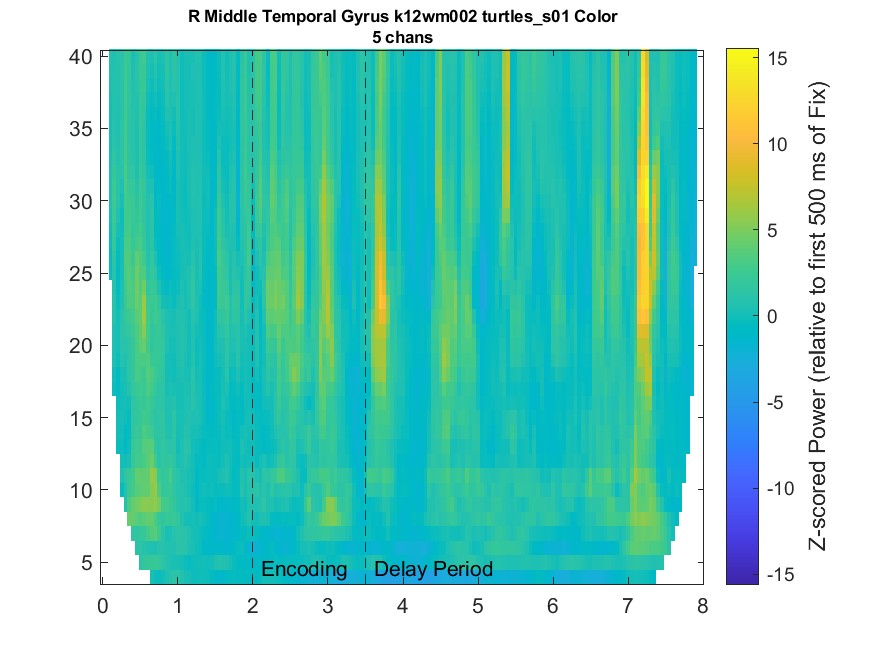 R Middle Temporal Gyrus k12wm002 turtles_s01 Color
5 chans
40
35
30
25
20
15
10
5
Encoding
Delay Period
0 1 2 3 4 5 6 7 8
15
10
5
0
-5
-10
-15
Z-scored Power (relative to first 500 ms of Fix)